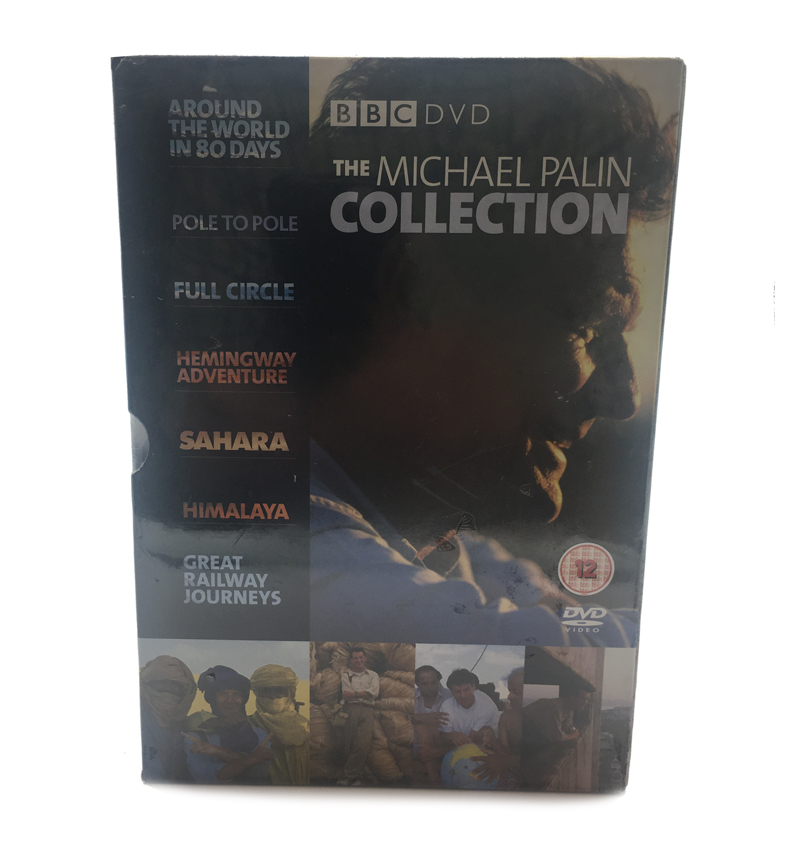 AROUND
THE WORLD
IN 80 DAYS
POLE TO POLE
FULL CIRCLE
HEMINGWAY
ADVENTURE
SAHARA
HIMALAYA
GREAT
RAILWAY
JOURNEYS
BBC DVD
THE MICHAEL PALIN
COLLECTION
12
DVD
VIDEO